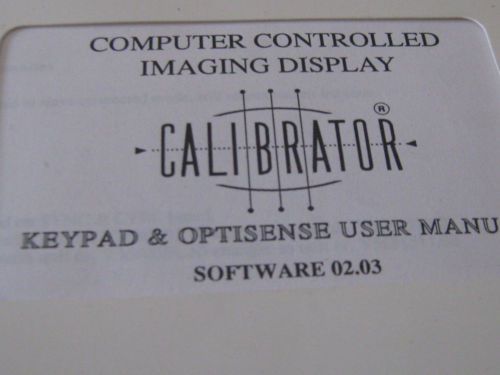 COMPUTER CONTROLLED
IMAGING DISPLAY
CALIBRATOR®
KEYPAD & OPTISENSE USER MANU
SOFTWARE 02.03